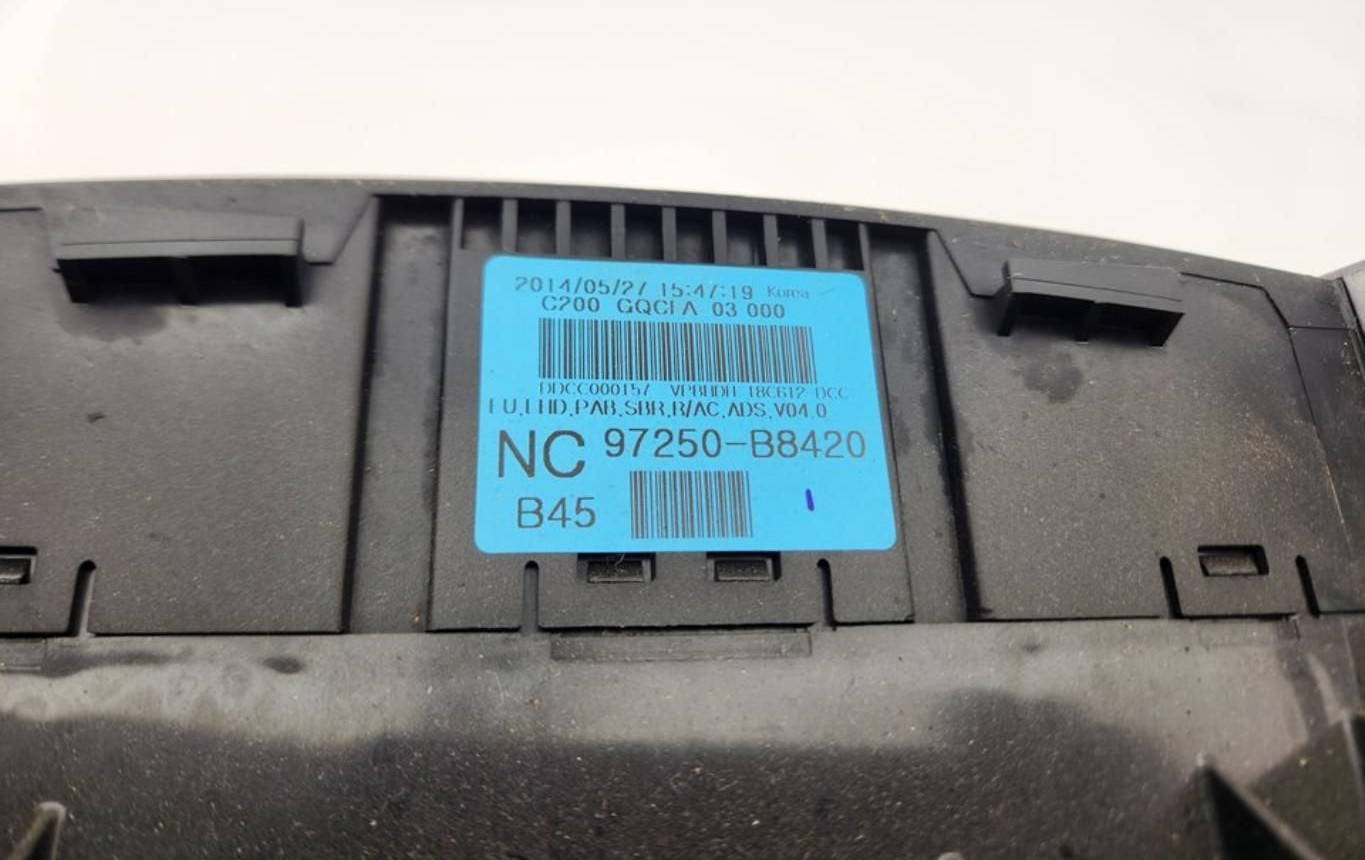 2014/05/27 15:47:19 Korea
C200 GQCFA 03 000
DDCC000157 VPBHDH 18C612 DCC
EU,LHD,PAB,SBR,R/AC,ADS,V04.0
NC 97250-B8420
B45